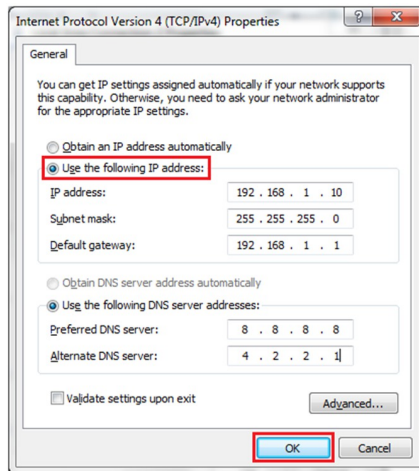 Internet Protocol Version 4 (TCP/IPv4) Properties
General
You can get IP settings assigned automatically if your network supports
this capability. Otherwise, you need to ask your network administrator
for the appropriate IP settings.
Obtain an IP address automatically
Use the following IP address:
IP address: 192 . 168 . 1 . 10
Subnet mask: 255 . 255 . 255 . 0
Default gateway: 192 . 168 . 1 . 1
Obtain DNS server address automatically
Use the following DNS server addresses:
Preferred DNS server: 8 . 8 . 8 . 8
Alternate DNS server: 4 . 2 . 2 . 1
Validate settings upon exit
Advanced...
OK Cancel